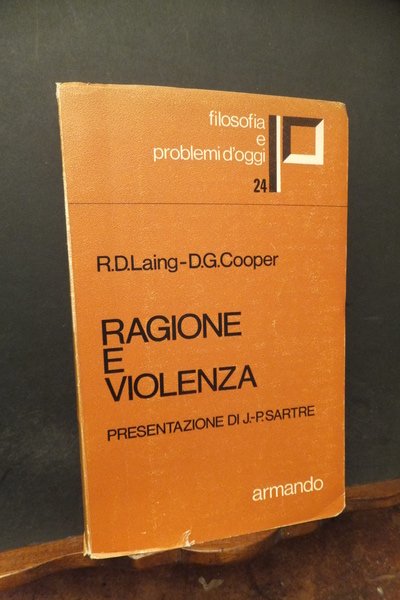 filosofia
e
problemi d'oggi
24
R.D.Laing-D.G.Cooper
RAGIONE
E
VIOLENZA
PRESENTAZIONE DI J.-P. SARTRE
armando